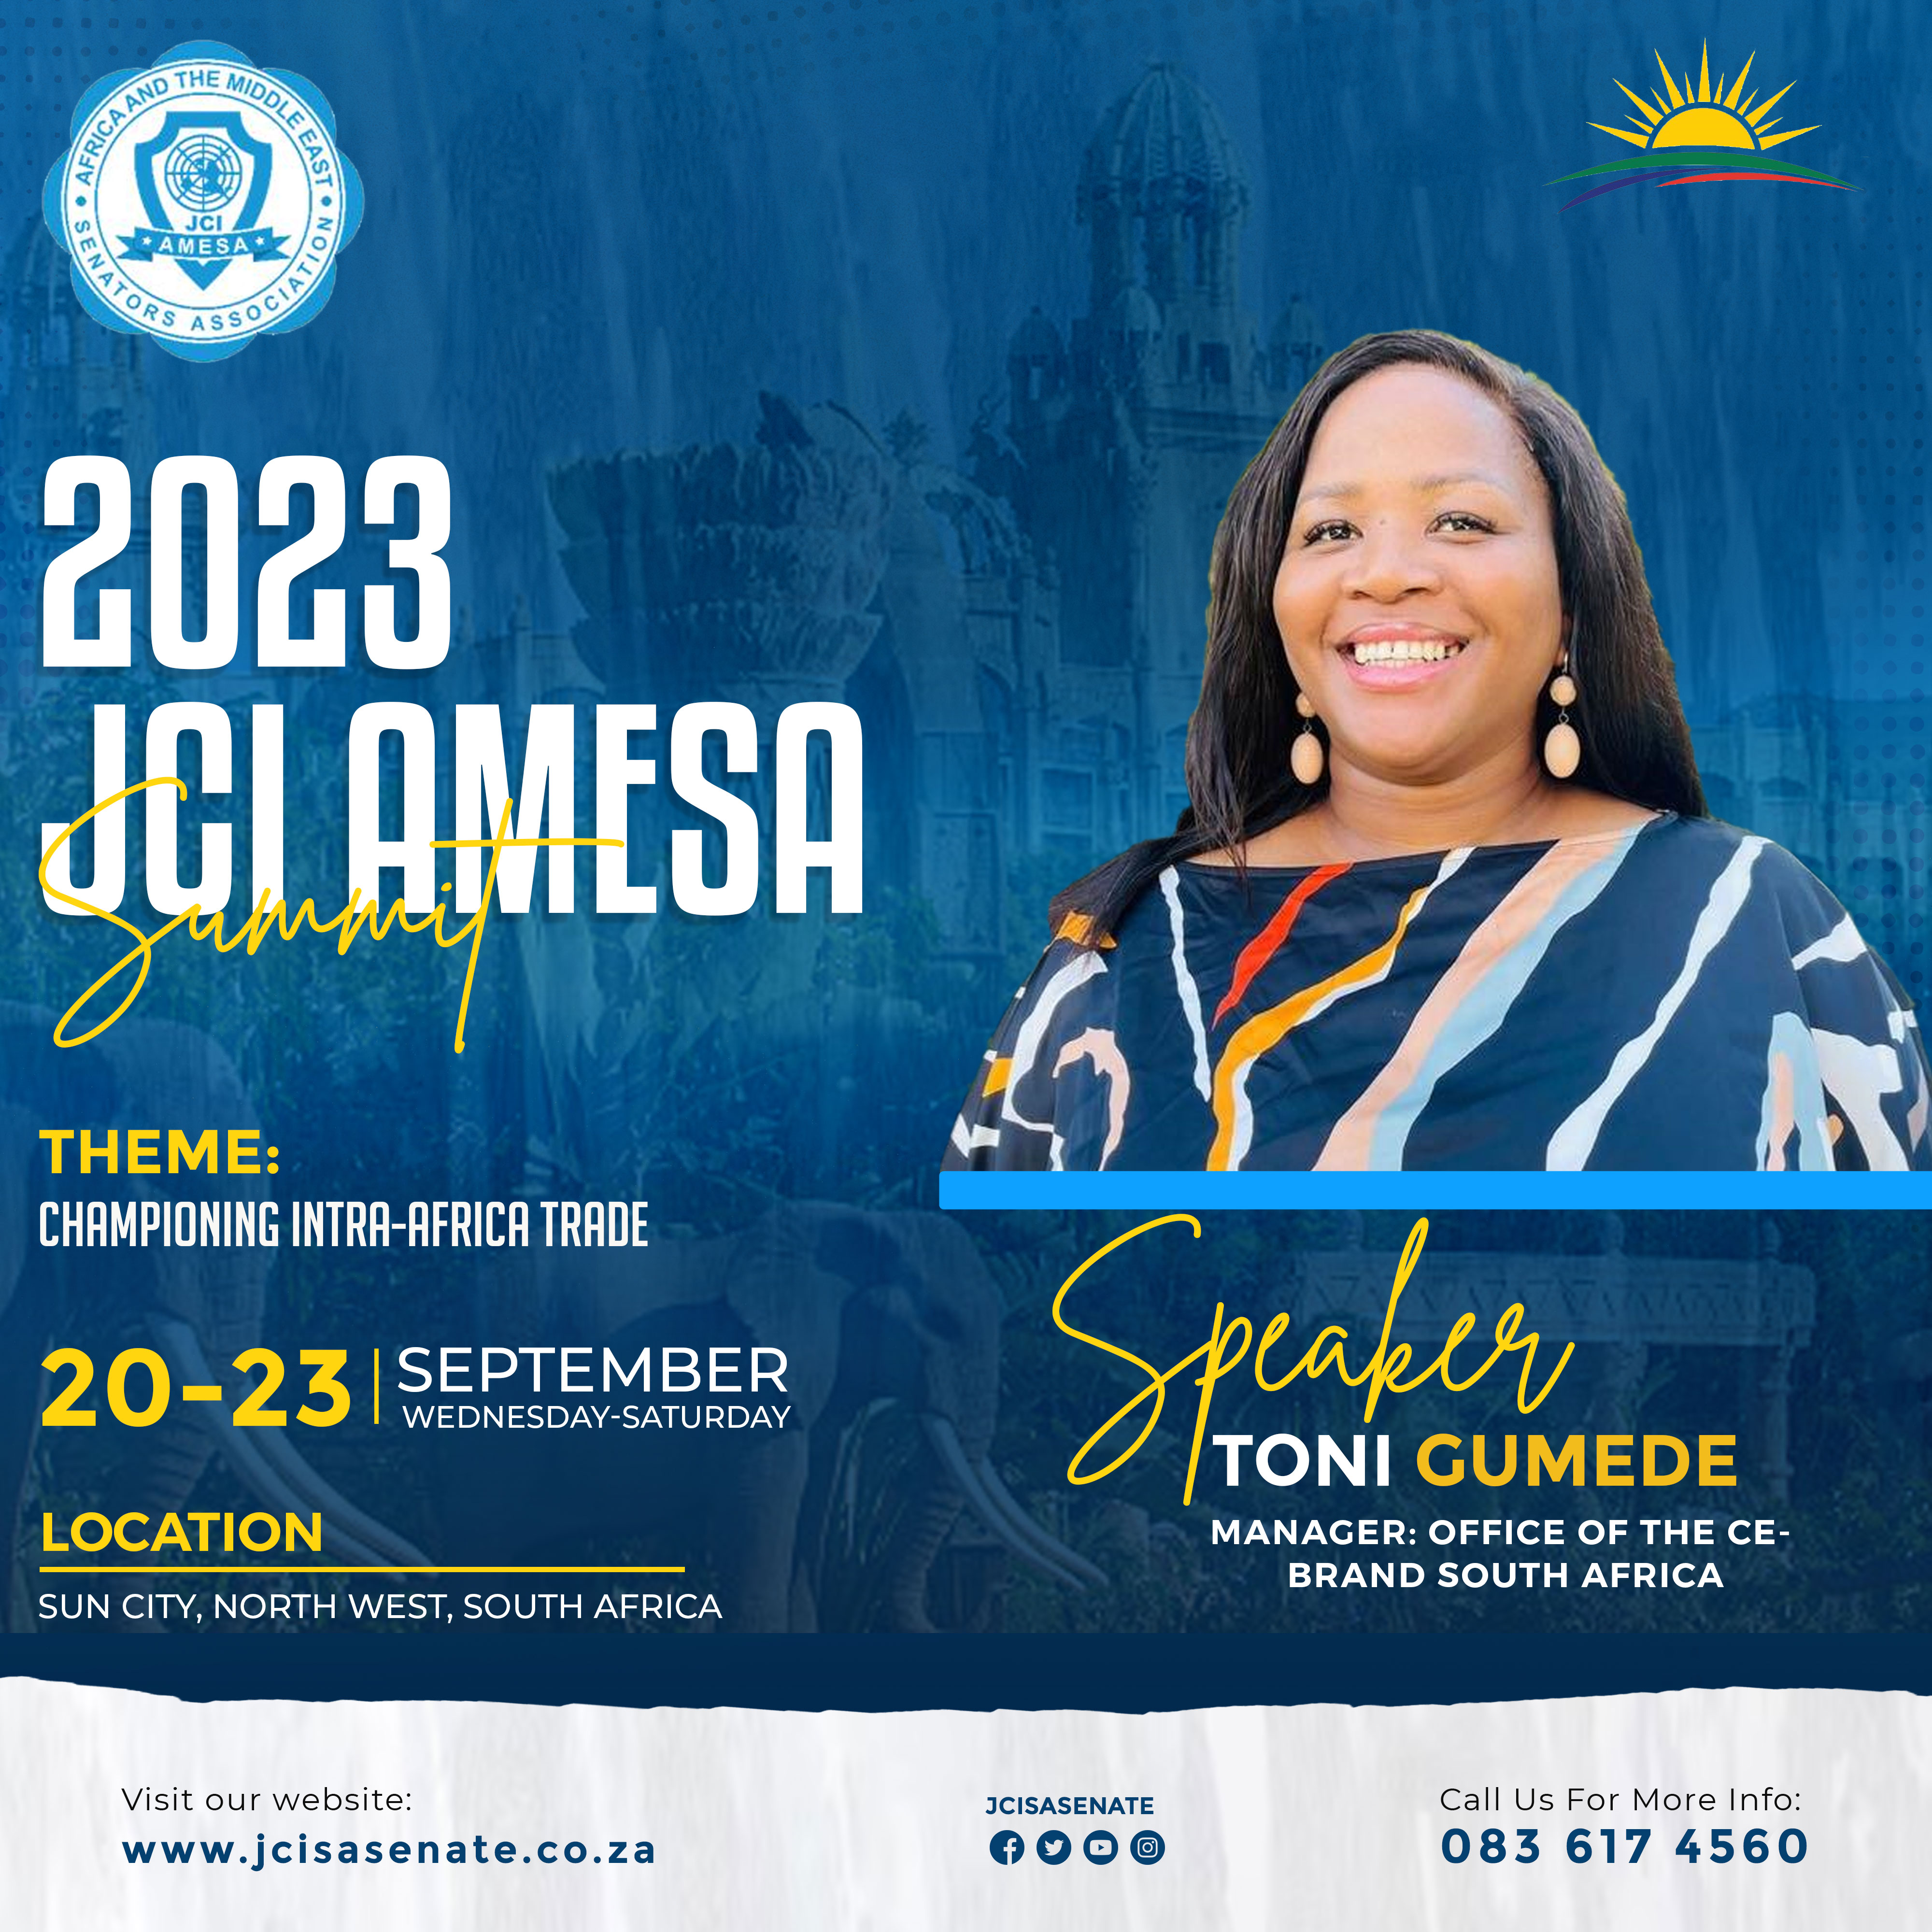 AFRICA AND THE MIDDLE EAST
SENATORS ASSOCIATION
JCI
AMESA
2023
JCI AMESA
Summit
THEME:
CHAMPIONING INTRA-AFRICA TRADE
20-23
SEPTEMBER
WEDNESDAY-SATURDAY
LOCATION
SUN CITY, NORTH WEST, SOUTH AFRICA
Speaker
TONI GUMEDE
MANAGER: OFFICE OF THE CE-
BRAND SOUTH AFRICA
Visit our website:
www.jcisasenate.co.za
JCISASENATE
Call Us For More Info:
083 617 4560